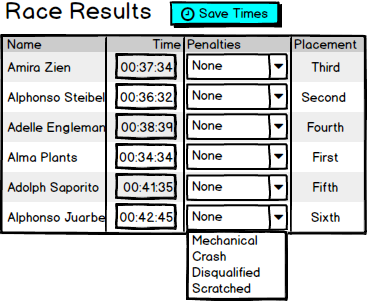 Race Results
Save Times
Name Time Penalties Placement
Amira Zien 00:37:34 None Third
Alphonso Steibel 00:36:32 None Second
Adelle Engleman 00:38:39 None Fourth
Alma Plants 00:34:34 None First
Adolph Saporito 00:41:35 None Fifth
Alphonso Juarbe 00:42:45 None Sixth
Mechanical
Crash
Disqualified
Scratched